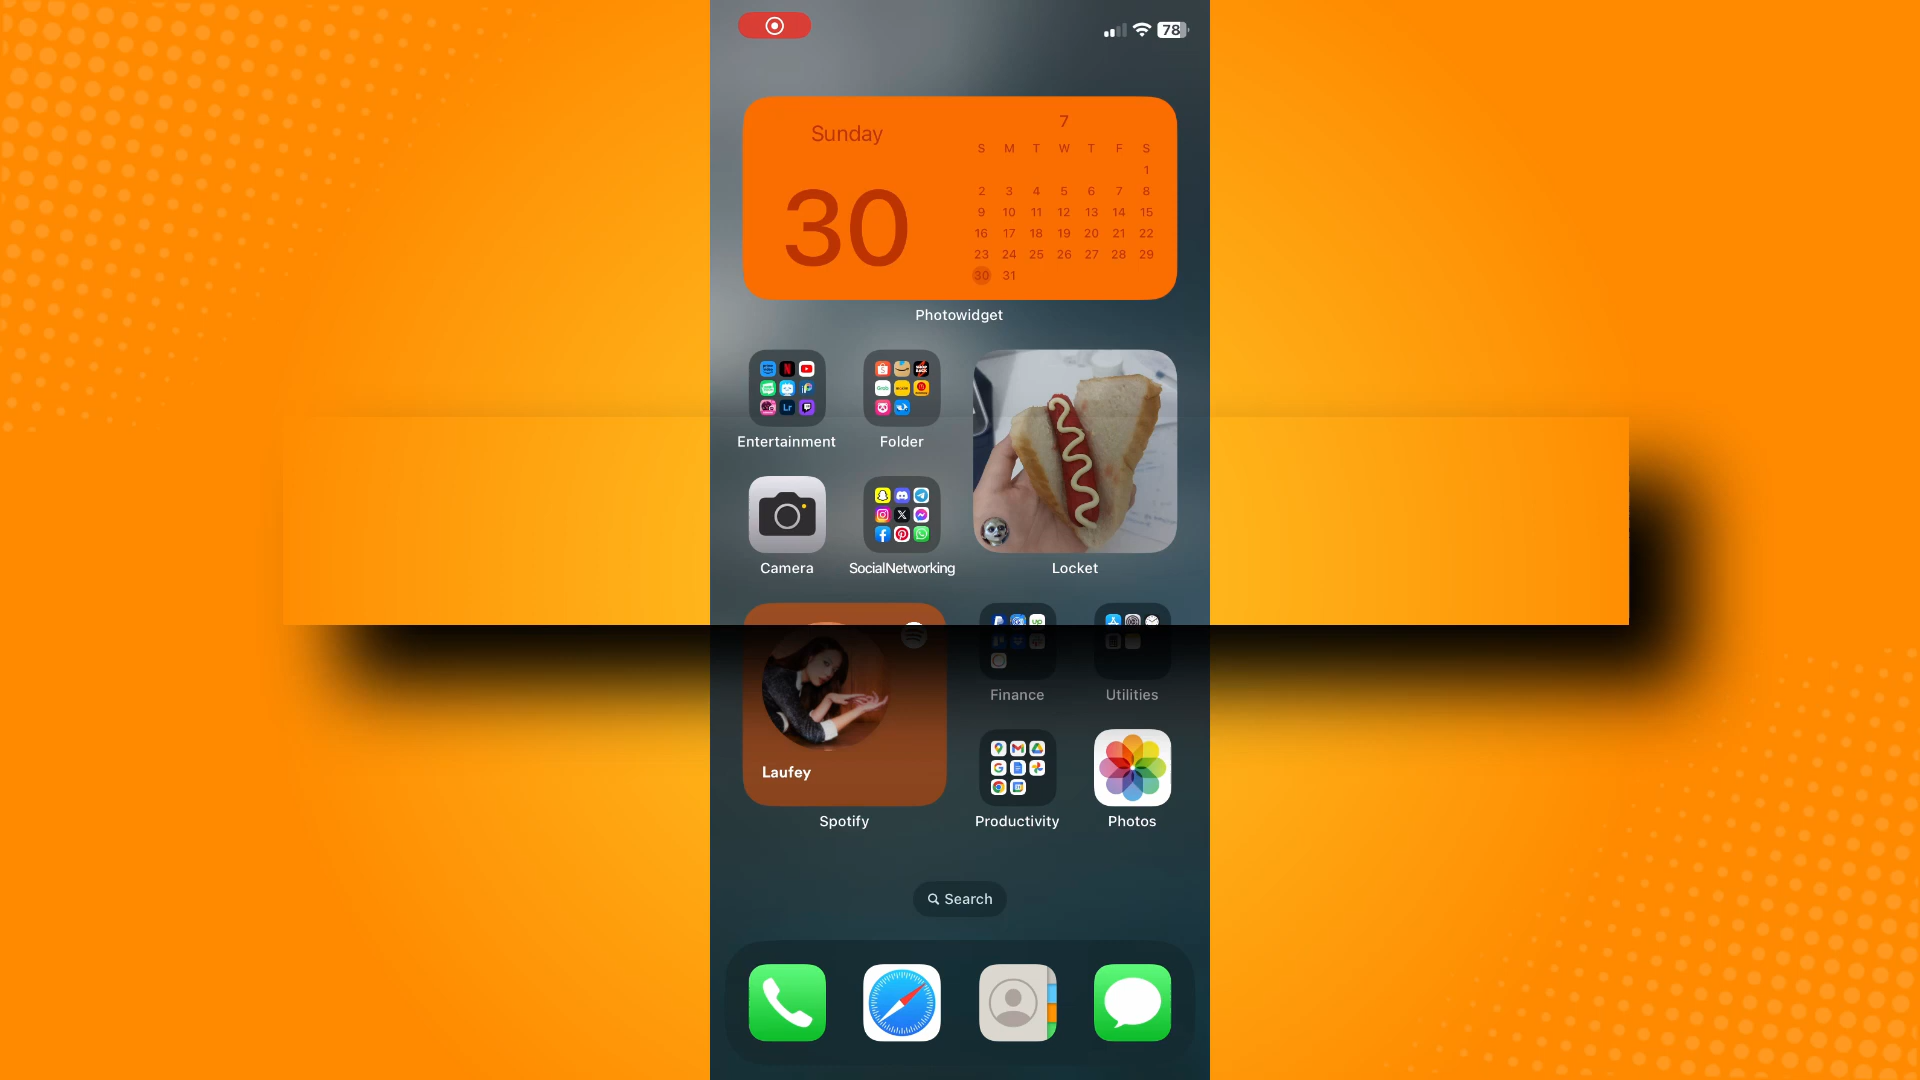 78
Sunday
30
7
S M T W T F S
1
2 3 4 5 6 7 8
9 10 11 12 13 14 15
16 17 18 19 20 21 22
23 24 25 26 27 28 29
30 31
Photowidget
Entertainment
Folder
Camera
SocialNetworking
Locket
Laufey
Spotify
Finance
Utilities
Productivity
Photos
Search